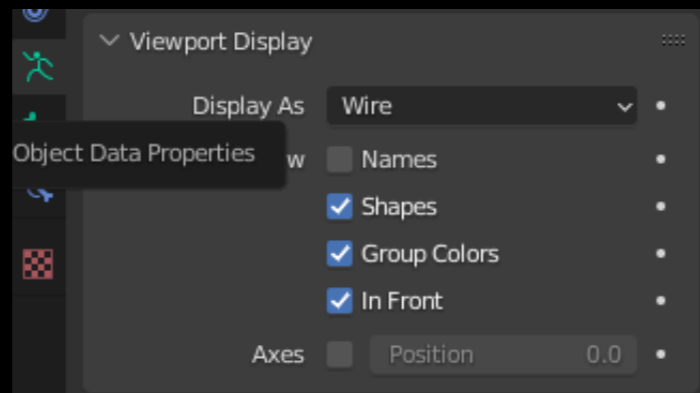 Viewport Display
Display As Wire
Object Data Properties
w Names
Shapes
Group Colors
In Front
Axes Position 0.0